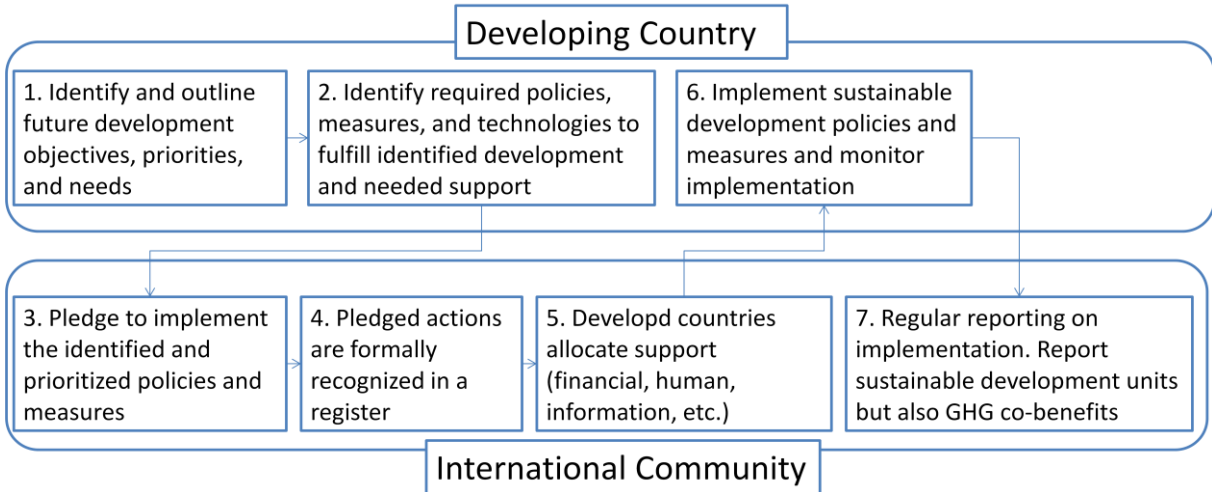 Developing Country
1. Identify and outline
future development
objectives, priorities,
and needs
2. Identify required policies,
measures, and technologies to
fulfill identified development
and needed support
6. Implement sustainable
development policies and
measures and monitor
implementation
3. Pledge to implement
the identified and
prioritized policies and
measures
4. Pledged actions
are formally
recognized in a
register
5. Developd countries
allocate support
(financial, human,
information, etc.)
7. Regular reporting on
implementation. Report
sustainable development units
but also GHG co-benefits
International Community